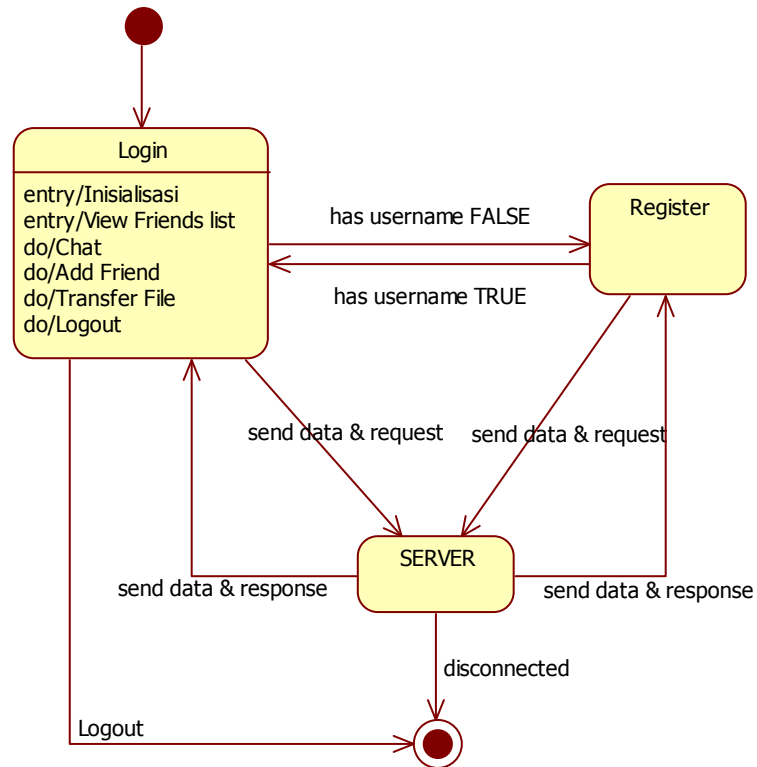 Login
entry/Inisialisasi
entry/View Friends list
do/Chat
do/Add Friend
do/Transfer File
do/Logout
has username FALSE
Register
has username TRUE
send data & request
send data & request
SERVER
send data & response
send data & response
disconnected
Logout